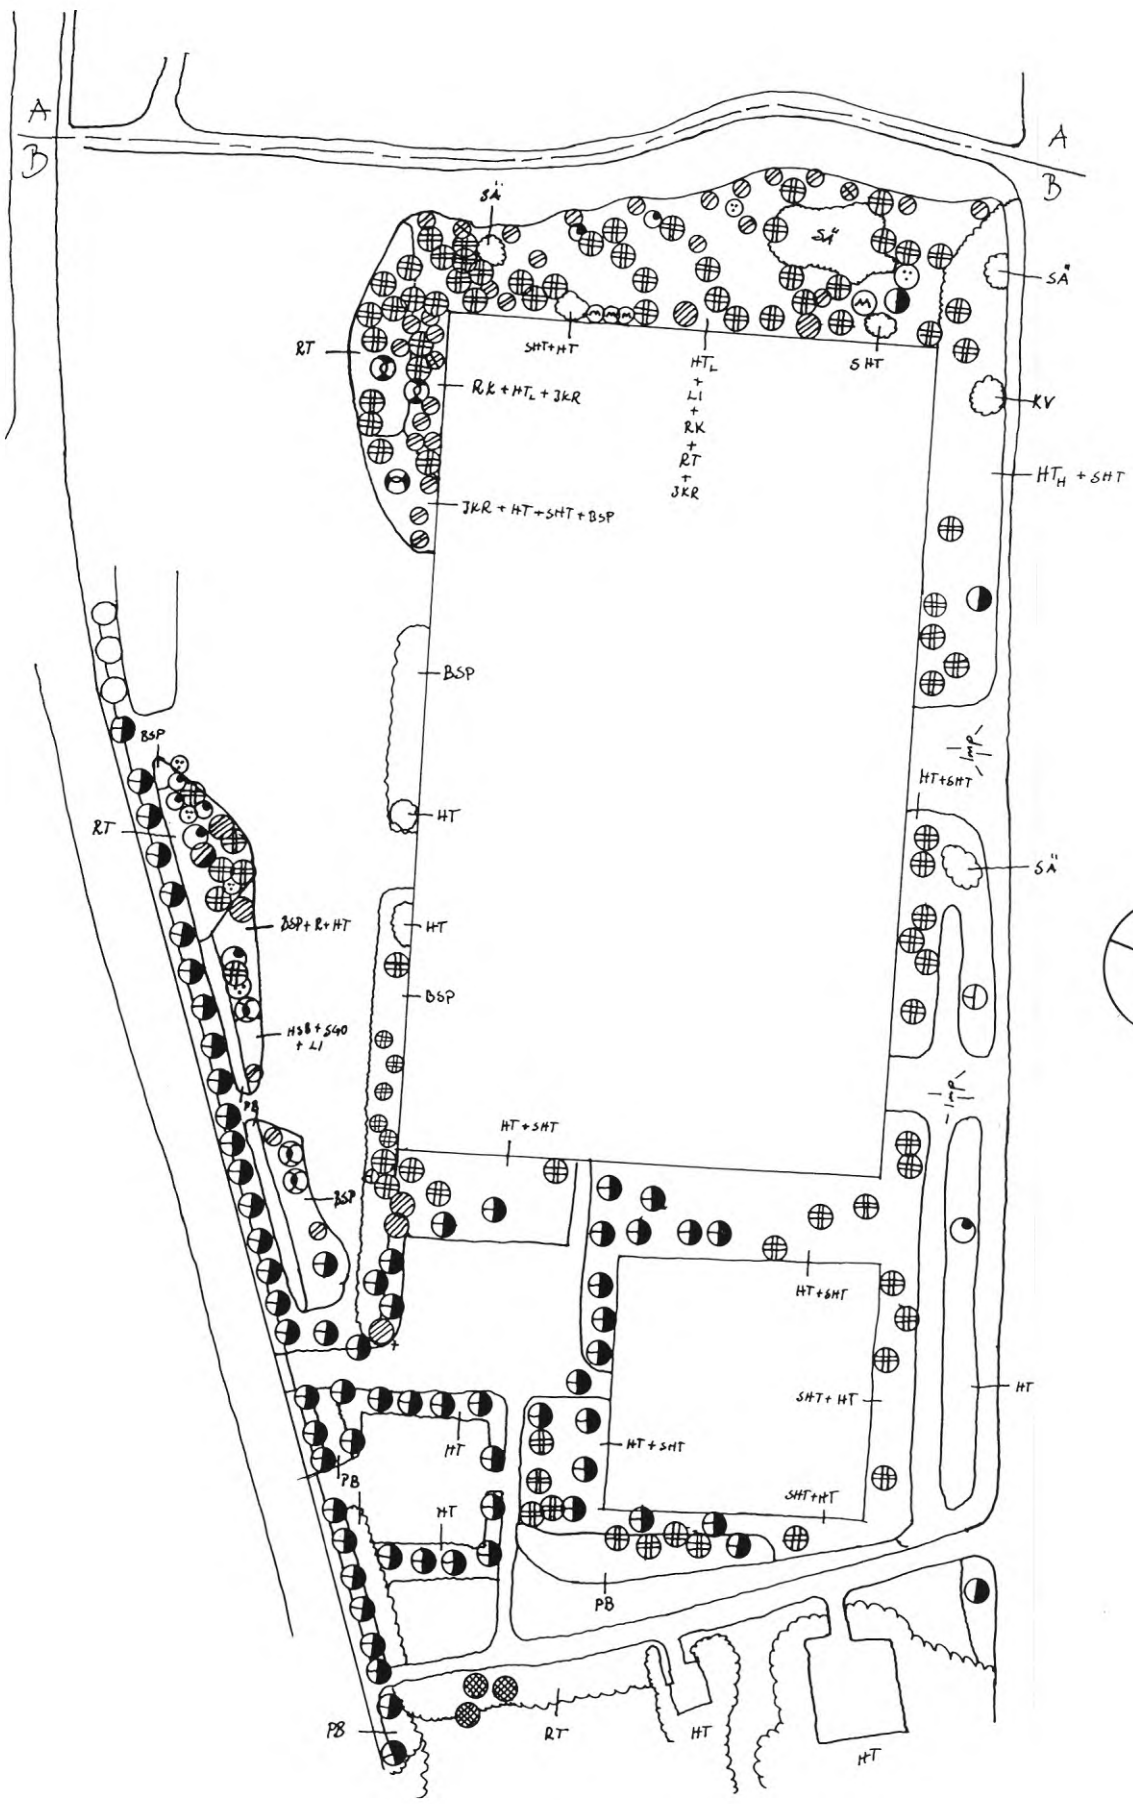 A
A
B
B
SÄ
SÄ
SÄ
RT
SHT+HT
HTL
+
LI
+
RK
+
RT
+
JKR
SHT
RK + HTL + JKR
KV
HTH + SHT
JKR + HT + SHT + BSP
BSP
BSP
HT+SHT
RT
HT
SÄ
BSP + R + HT
HT
BSP
HSB + SGO
+ LI
PB
HT + SHT
BSP
HT+SHT
SHT + HT
HT
HT
HT + SHT
PB
HT
SHT+HT
PB
PB
RT
HT
HT